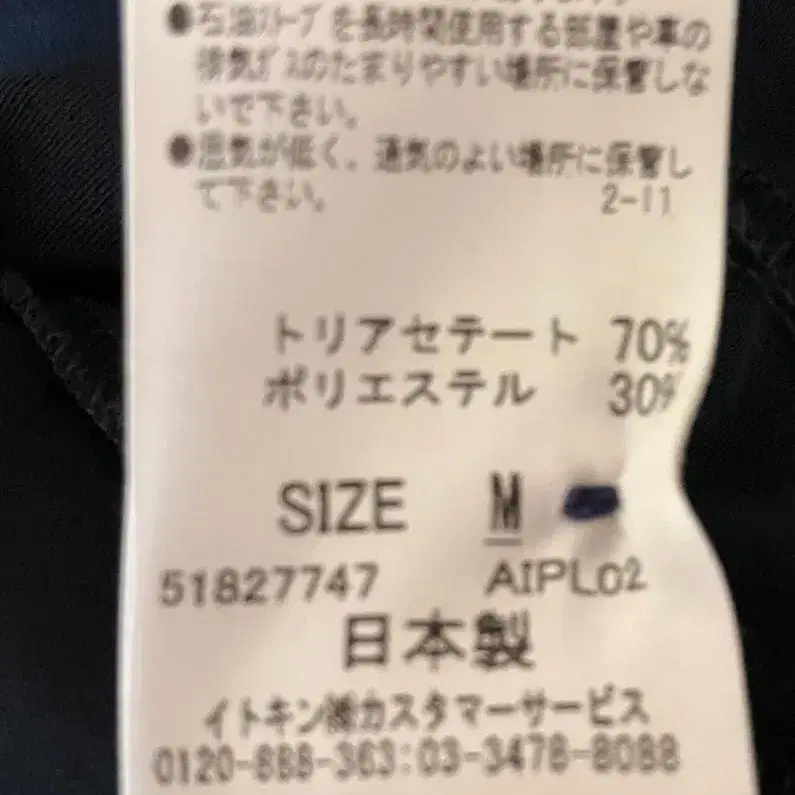 ●石油ストーブを長時間使用する部屋や車の
排気ガスのたまりやすい場所に保管しな
いで下さい。
●湿気が低く、通気のよい場所に保管し
て下さい。 2-11
トリアセテート 70%
ポリエステル 30%
SIZE M
51827747 AIPL02
日本製
イトキン㈱カスタマーサービス
0120-888-363:03-3478-8088